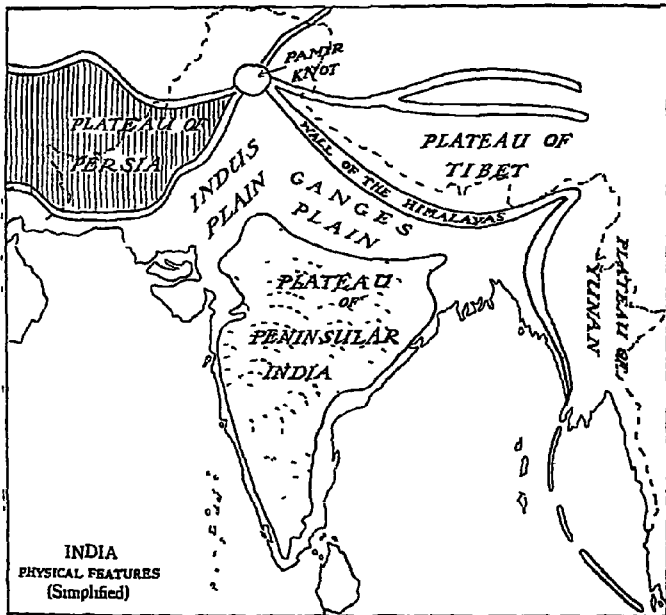 PAMIR
KNOT
PLATEAU OF
PERSIA
PLATEAU OF
TIBET
WALL OF THE HIMALAYAS
INDUS
PLAIN
GANGES
PLAIN
PLATEAU OF
YUNAN
PLATEAU
OF
PENINSULAR
INDIA
INDIA
PHYSICAL FEATURES
(Simplified)